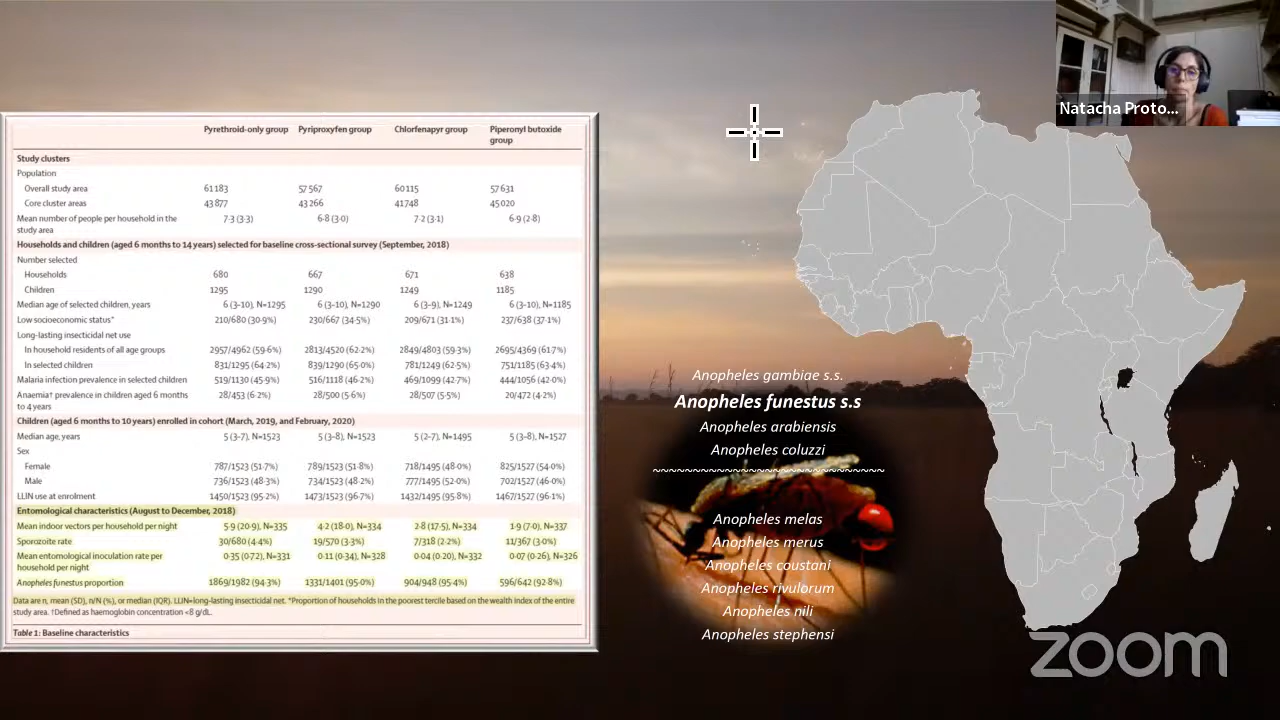 Natacha Proto...
Pyrethroid-only group Pyriproxyfen group Chlorfenapyr group Piperonyl butoxide
group
Study clusters
Population
Overall study area 61 183 57 567 60 115 57 631
Core cluster areas 43 877 43 266 41 748 45 020
Mean number of people per household in the 7·3 (3·3) 6·8 (3·0) 7·2 (3·1) 6·9 (2·8)
study area
Households and children (aged 6 months to 14 years) selected for baseline cross-sectional survey (September, 2018)
Number selected
Households 680 667 671 638
Children 1295 1290 1249 1185
Median age of selected children, years 6 (3-10), N=1295 6 (3-10), N=1290 6 (3-9), N=1249 6 (3-10), N=1185
Low socioeconomic status* 210/680 (30·9%) 230/667 (34·5%) 209/671 (31·1%) 237/638 (37·1%)
Long-lasting insecticidal net use
In household residents of all age groups 2957/4962 (59·6%) 2813/4520 (62·2%) 2849/4803 (59·3%) 2695/4369 (61·7%)
In selected children 831/1295 (64·2%) 839/1290 (65·0%) 781/1249 (62·5%) 751/1185 (63·4%)
Malaria infection prevalence in selected children 519/1130 (45·9%) 516/1118 (46·2%) 469/1099 (42·7%) 444/1056 (42·0%)
Anaemia† prevalence in children aged 6 months 28/453 (6·2%) 28/500 (5·6%) 28/507 (5·5%) 20/472 (4·2%)
to 4 years
Children (aged 6 months to 10 years) enrolled in cohort (March, 2019, and February, 2020)
Median age, years 5 (3-7), N=1523 5 (3-8), N=1523 5 (2-7), N=1495 5 (3-8), N=1527
Sex
Female 787/1523 (51·7%) 789/1523 (51·8%) 718/1495 (48·0%) 825/1527 (54·0%)
Male 736/1523 (48·3%) 734/1523 (48·2%) 777/1495 (52·0%) 702/1527 (46·0%)
LLIN use at enrolment 1450/1523 (95·2%) 1473/1523 (96·7%) 1432/1495 (95·8%) 1467/1527 (96·1%)
Entomological characteristics (August to December, 2018)
Mean indoor vectors per household per night 5·9 (20·9), N=335 4·2 (18·0), N=334 2·8 (17·5), N=334 1·9 (7·0), N=337
Sporozoite rate 30/680 (4·4%) 19/570 (3·3%) 7/318 (2·2%) 11/367 (3·0%)
Mean entomological inoculation rate per 0·35 (0·72), N=331 0·11 (0·34), N=328 0·04 (0·20), N=332 0·07 (0·26), N=326
household per night
Anopheles funestus proportion 1869/1982 (94·3%) 1331/1401 (95·0%) 904/948 (95·4%) 596/642 (92·8%)
Data are n, mean (SD), n/N (%), or median (IQR). LLIN=long-lasting insecticidal net. *Proportion of households in the poorest tercile based on the wealth index of the entire
study area. †Defined as haemoglobin concentration <8 g/dL.
Table 1: Baseline characteristics
Anopheles gambiae s.s.
Anopheles funestus s.s
Anopheles arabiensis
Anopheles coluzzi
~~~~~~~~~~~~~~~~~~~~~~~~~~
Anopheles melas
Anopheles merus
Anopheles coustani
Anopheles rivulorum
Anopheles nili
Anopheles stephensi
zoom